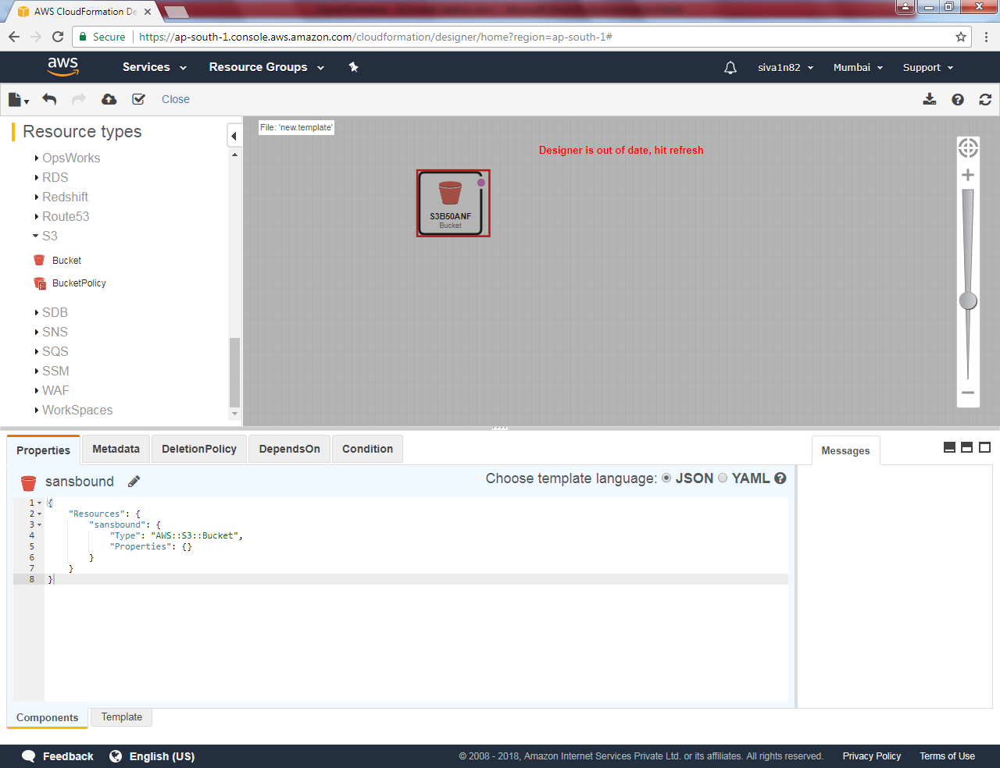 AWS CloudFormation De
Secure
https://ap-south-1.console.aws.amazon.com/cloudformation/designer/home?region=ap-south-1#
aws
Services
Resource Groups
siva1n82
Mumbai
Support
Close
Resource types
OpsWorks
RDS
Redshift
Route53
S3
Bucket
BucketPolicy
SDB
SNS
SQS
SSM
WAF
WorkSpaces
File: 'new.template'
Designer is out of date, hit refresh
S3B50ANF
Bucket
Properties
Metadata
DeletionPolicy
DependsOn
Condition
Messages
sansbound
Choose template language: JSON YAML
1 {
2 "Resources": {
3 "sansbound": {
4 "Type": "AWS::S3::Bucket",
5 "Properties": {}
6 }
7 }
8 }
Components
Template
Feedback
English (US)
© 2008 - 2018, Amazon Internet Services Private Ltd. or its affiliates. All rights reserved.
Privacy Policy
Terms of Use